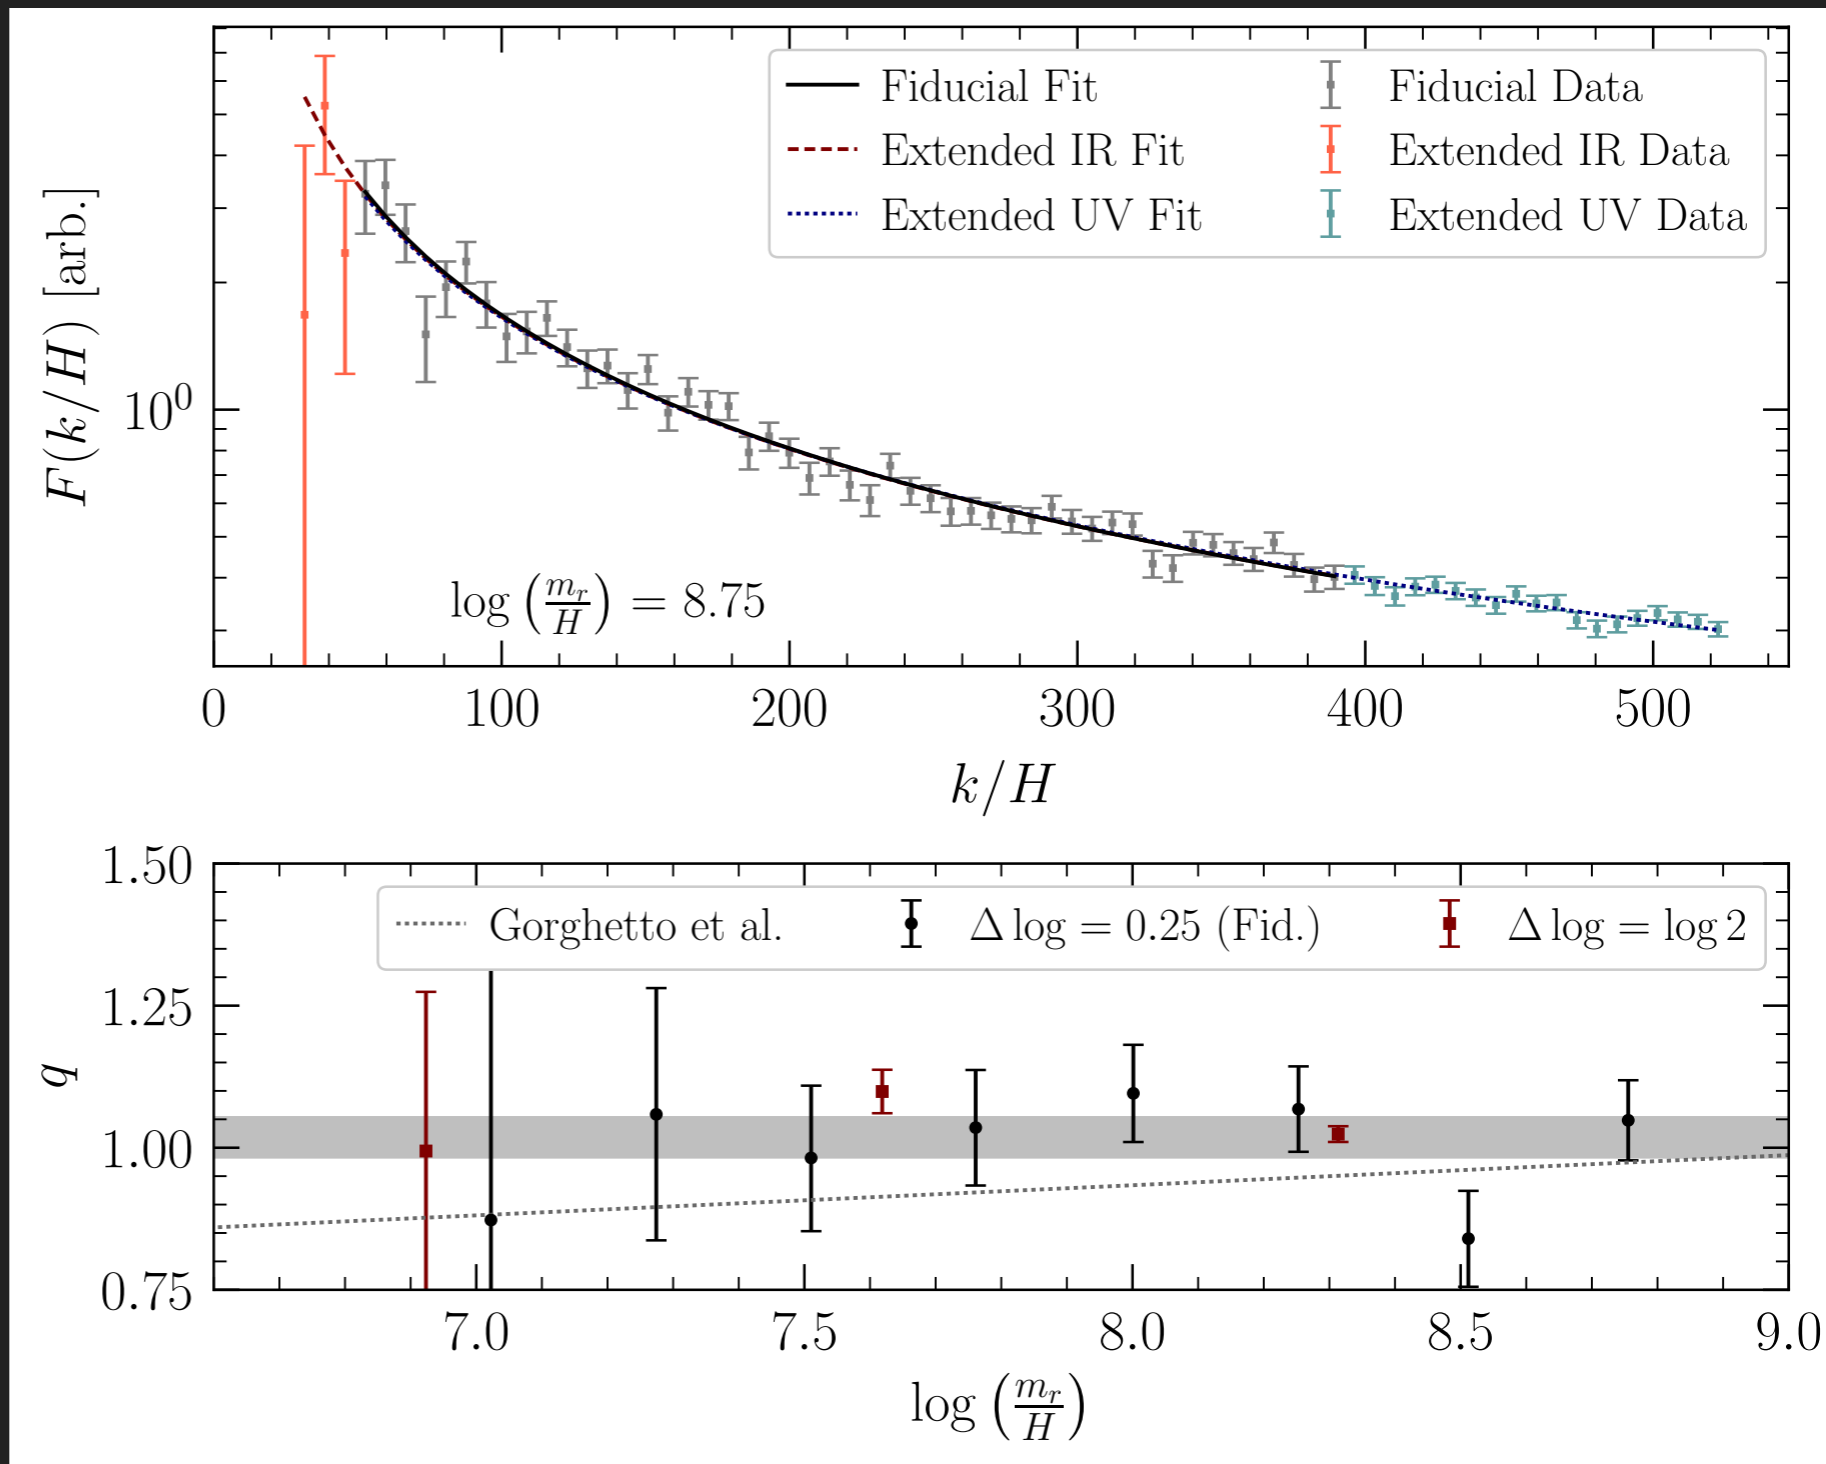 Fiducial Fit
Extended IR Fit
Extended UV Fit
Fiducial Data
Extended IR Data
Extended UV Data
F(k/H) [arb.]
10⁰
log (m_r/H) = 8.75
0 100 200 300 400 500
k/H
1.50
1.25
1.00
0.75
q
Gorghetto et al.
Δ log = 0.25 (Fid.)
Δ log = log 2
7.0 7.5 8.0 8.5 9.0
log (m_r/H)